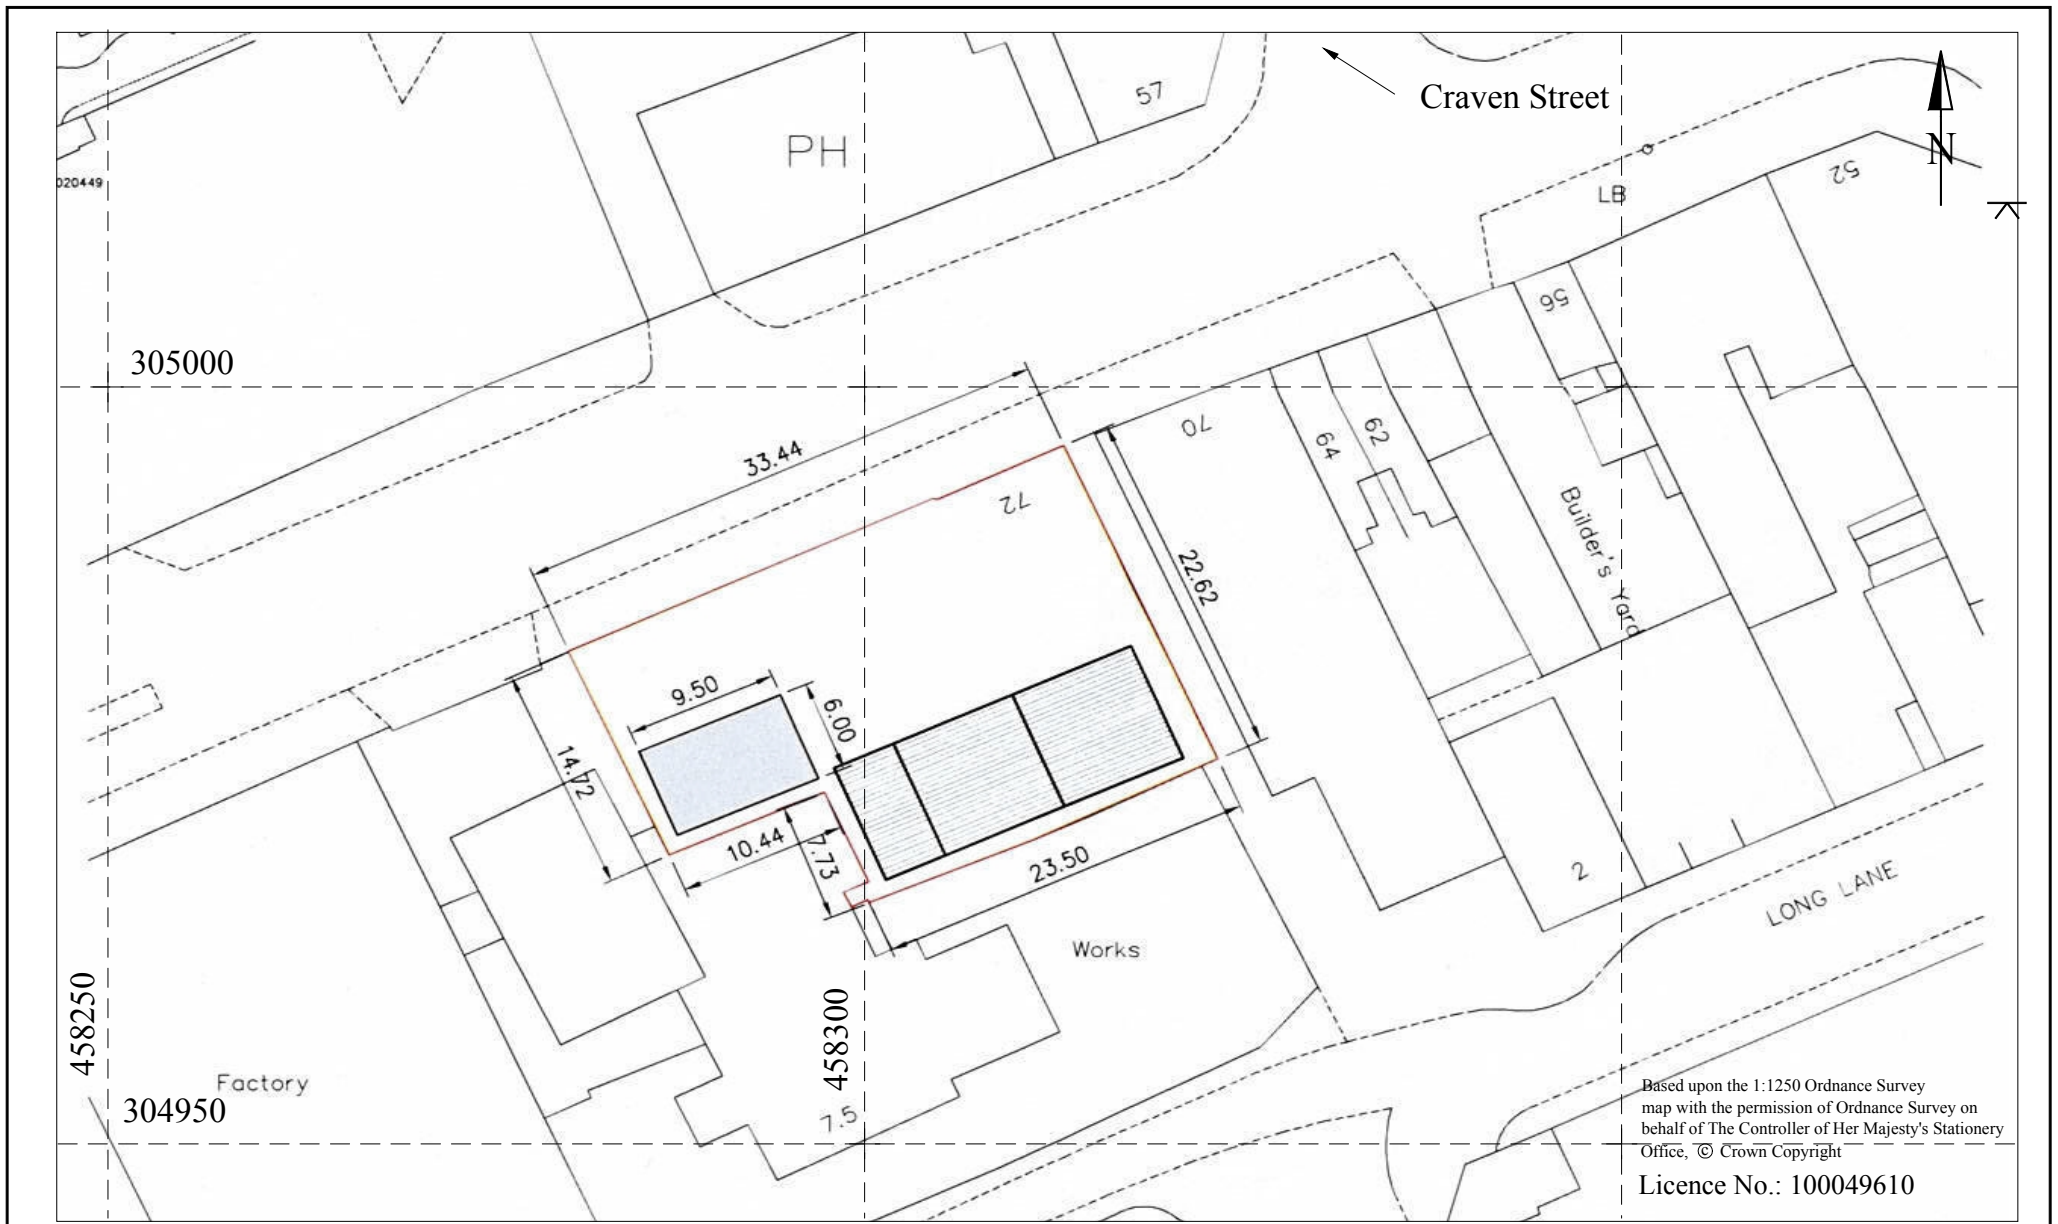 Craven Street
57
PH
N
52
LB
020449
56
305000
70
33.44
62
64
72
Builder's Yard
22.62
9.50
6.00
14.72
10.44
7.73
23.50
2
LONG LANE
Works
458250
458300
Factory
304950
7.5
Based upon the 1:1250 Ordnance Survey
map with the permission of Ordnance Survey on
behalf of The Controller of Her Majesty's Stationery
Office, © Crown Copyright
Licence No.: 100049610